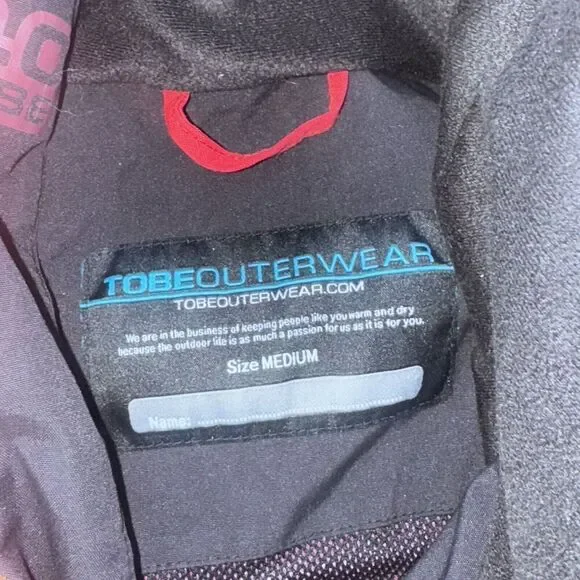 TOBEOUTERWEAR
TOBEOUTERWEAR.COM
We are in the business of keeping people like you warm and dry
because the outdoor life is as much a passion for us as it is for you.
Size MEDIUM
Name: